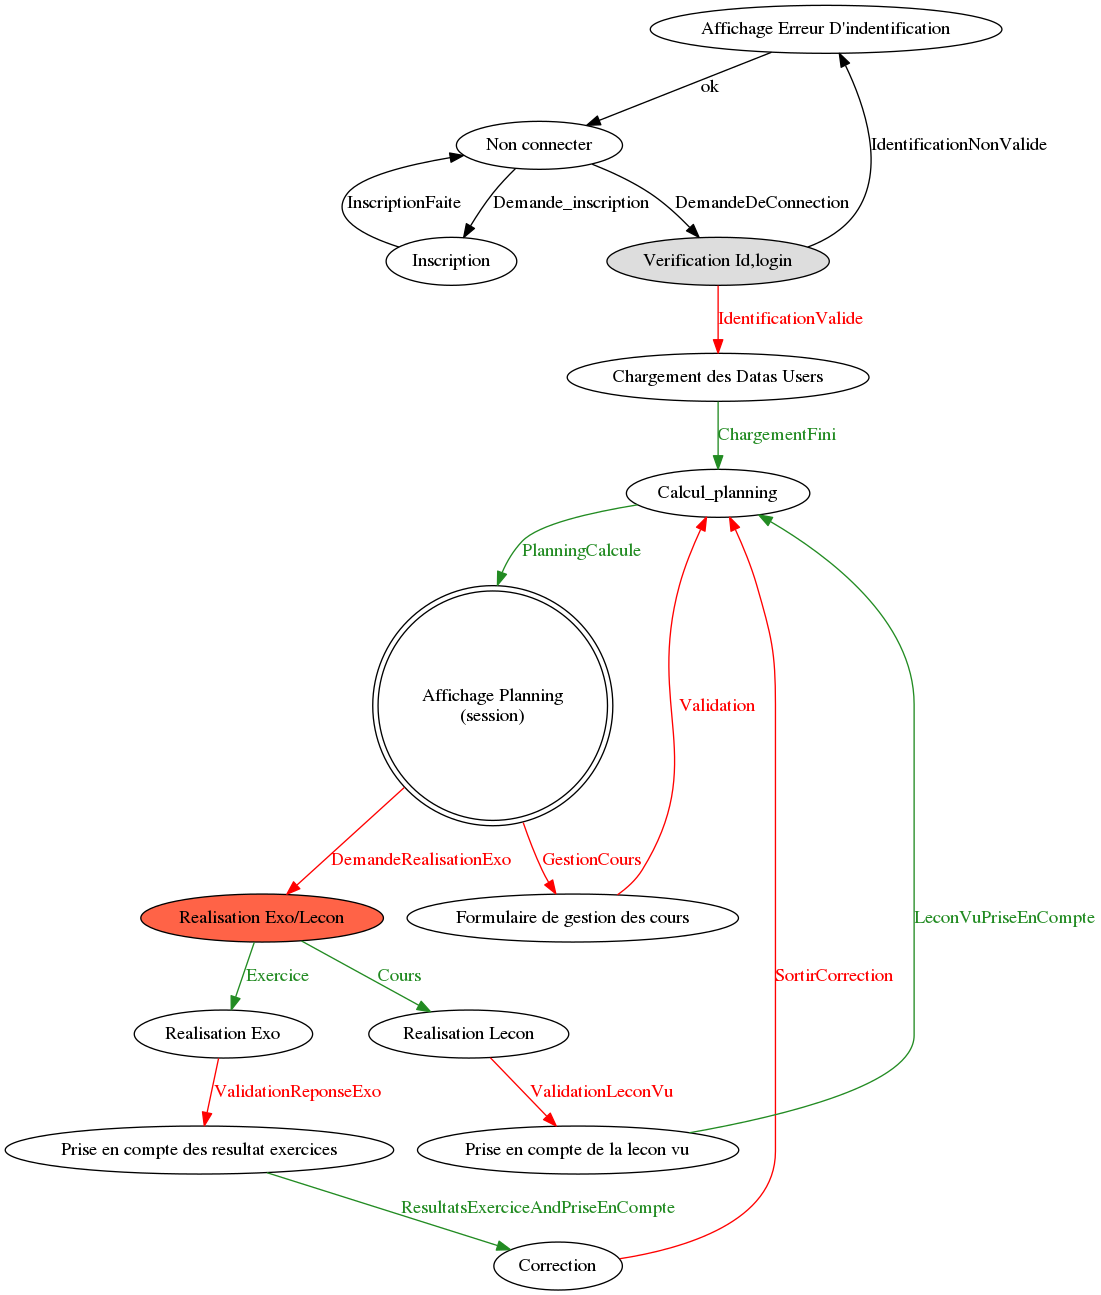 Affichage Erreur D'indentification
ok
Non connecter
IdentificationNonValide
InscriptionFaite
Demande_inscription
DemandeDeConnection
Inscription
Verification Id,login
IdentificationValide
Chargement des Datas Users
ChargementFini
Calcul_planning
PlanningCalcule
Affichage Planning
(session)
Validation
DemandeRealisationExo
GestionCours
Realisation Exo/Lecon
Formulaire de gestion des cours
LeconVuPriseEnCompte
Exercice
Cours
SortirCorrection
Realisation Exo
Realisation Lecon
ValidationReponseExo
ValidationLeconVu
Prise en compte des resultat exercices
Prise en compte de la lecon vu
ResultatsExerciceAndPriseEnCompte
Correction